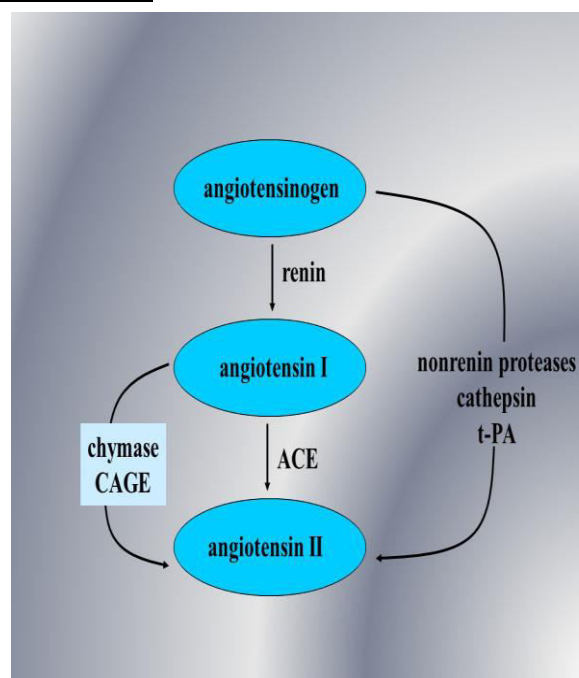 angiotensinogen
renin
angiotensin I
nonrenin proteases
cathepsin
t-PA
chymase
CAGE
ACE
angiotensin II